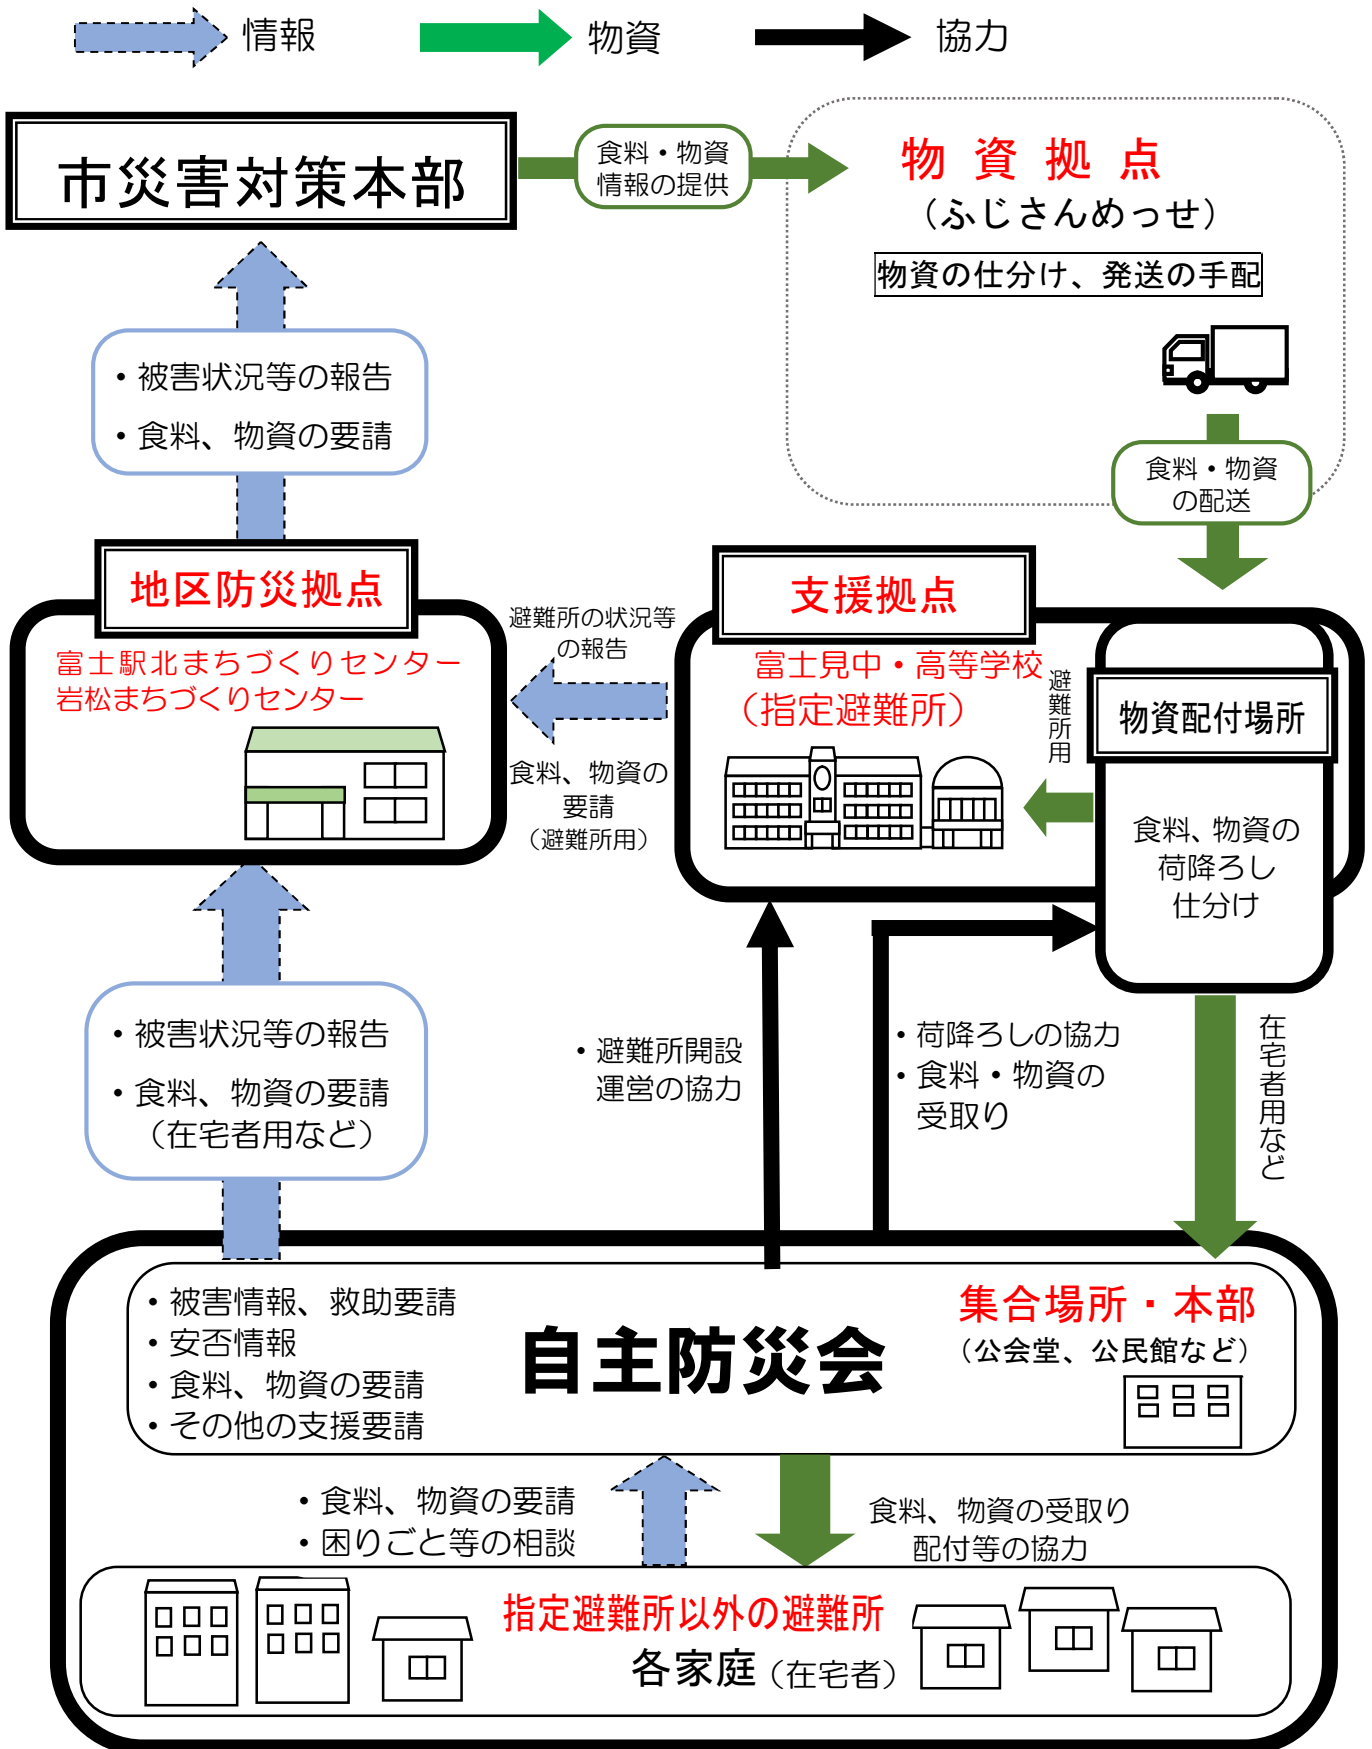 情報
物資
協力
市災害対策本部
食料・物資
情報の提供
物資拠点
（ふじさんめっせ）
物資の仕分け、発送の手配
・被害状況等の報告
・食料、物資の要請
食料・物資
の配送
地区防災拠点
富士駅北まちづくりセンター
岩松まちづくりセンター
避難所の状況等
の報告
食料、物資の
要請
（避難所用）
支援拠点
富士見中・高等学校
（指定避難所）
避難所用
物資配付場所
食料、物資の
荷降ろし
仕分け
・被害状況等の報告
・食料、物資の要請
（在宅者用など）
・避難所開設
運営の協力
・荷降ろしの協力
・食料・物資の
受取り
在宅者用など
・被害情報、救助要請
・安否情報
・食料、物資の要請
・その他の支援要請
自主防災会
集合場所・本部
（公会堂、公民館など）
・食料、物資の要請
・困りごと等の相談
食料、物資の受取り
配付等の協力
指定避難所以外の避難所
各家庭（在宅者）